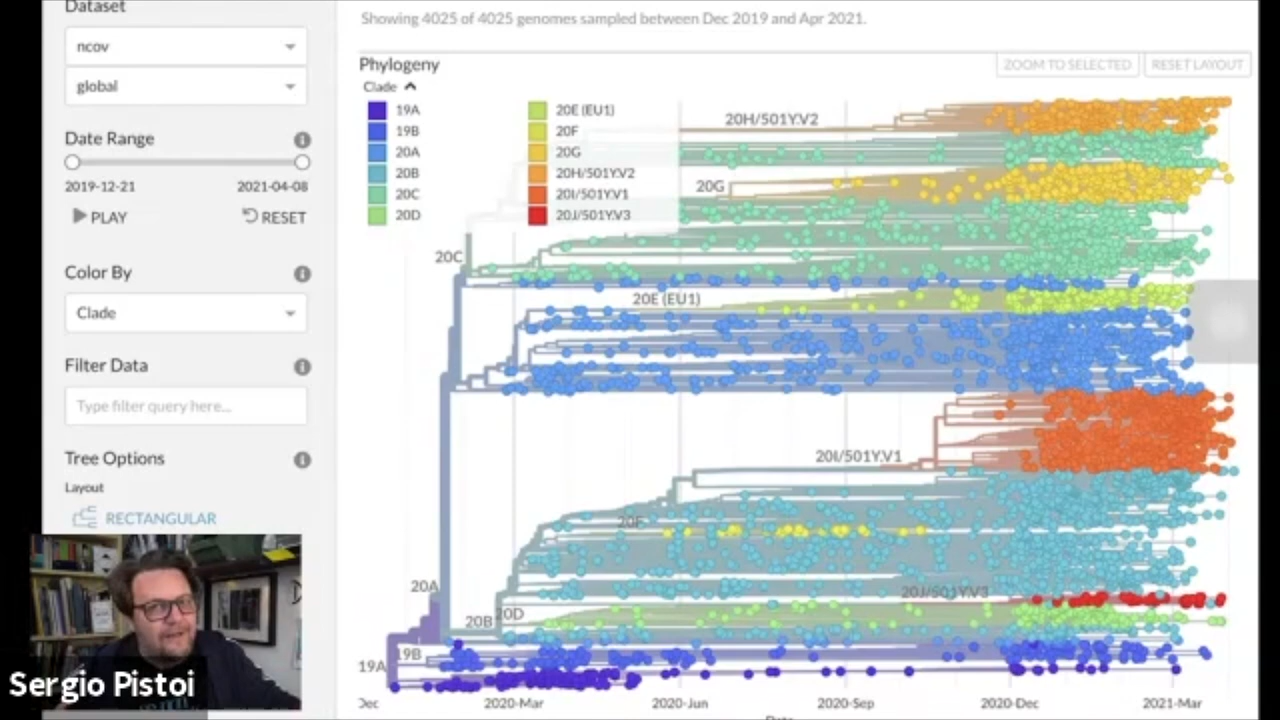 Dataset
ncov
global
Date Range
2019-12-21
2021-04-08
PLAY
RESET
Color By
Clade
Filter Data
Type filter query here...
Tree Options
Layout
RECTANGULAR
Sergio Pistoi
Showing 4025 of 4025 genomes sampled between Dec 2019 and Apr 2021.
Phylogeny
ZOOM TO SELECTED
RESET LAYOUT
Clade
19A
19B
20A
20B
20C
20D
20E (EU1)
20F
20G
20H/501Y.V2
20I/501Y.V1
20J/501Y.V3
20H/501Y.V2
20G
20C
20E (EU1)
20I/501Y.V1
20F
20A
20J/501Y.V3
20D
20B
19B
19A
Dec
2020-Mar
2020-Jun
2020-Sep
2020-Dec
2021-Mar
Date